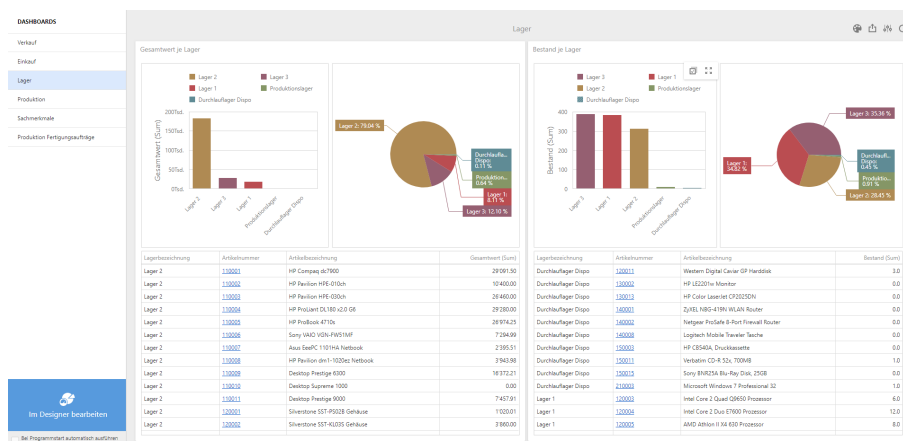 DASHBOARDS
Verkauf
Einkauf
Lager
Produktion
Sachmerkmale
Produktion Fertigungsaufträge
Im Designer bearbeiten
Bei Programmstart automatisch ausführen
Lager
Gesamtwert je Lager
Lager 2
Lager 3
Lager 1
Produktionslager
Durchlauflager Dispo
Gesamtwert (Sum)
200Tsd.
150Tsd.
100Tsd.
50Tsd.
0Tsd.
Lager 2
Lager 3
Lager 1
Produktionslager
Durchlauflager Dispo
Lager 2: 79.04 %
Durchlaufla...
Dispo:
0.11 %
Produktion...
0.64 %
Lager 1:
8.11 %
Lager 3: 12.10 %
Lagerbezeichnung Artikelnummer Artikelbezeichnung Gesamtwert (Sum)
Lager 2 110001 HP Compaq dc7900 29'091.50
Lager 2 110002 HP Pavilion HPE-010ch 10'400.00
Lager 2 110003 HP Pavilion HPE-030ch 26'460.00
Lager 2 110004 HP ProLiant DL180 x2.0 G6 29'280.00
Lager 2 110005 HP ProBook 4710s 26'974.25
Lager 2 110006 Sony VAIO VGN-FW51MF 7'294.99
Lager 2 110007 Asus EeePC 1101HA Netbook 2'395.51
Lager 2 110008 HP Pavilion dm1-1020ez Netbook 3'943.98
Lager 2 110009 Desktop Prestige 6300 16'372.21
Lager 2 110010 Desktop Supreme 1000 0.00
Lager 2 110011 Desktop Prestige 9000 7'457.91
Lager 2 120001 Silverstone SST-PS02B Gehäuse 1'020.01
Lager 2 120002 Silverstone SST-KL03S Gehäuse 3'860.00
Bestand je Lager
Lager 3
Lager 1
Lager 2
Produktionslager
Durchlauflager Dispo
Bestand (Sum)
400
300
200
100
0
Lager 3
Lager 1
Lager 2
Produktionslager
Durchlauflager Dispo
Lager 3: 35.36 %
Lager 1:
34.82 %
Durchlaufl...
Dispo:
0.45 %
Produktio...
0.91 %
Lager 2: 28.45 %
Lagerbezeichnung Artikelnummer Artikelbezeichnung Bestand (Sum)
Durchlauflager Dispo 120011 Western Digital Caviar GP Harddisk 3.0
Durchlauflager Dispo 130002 HP LE2201w Monitor 0.0
Durchlauflager Dispo 130013 HP Color LaserJet CP2025DN 0.0
Durchlauflager Dispo 140001 ZyXEL NBG-419N WLAN Router 0.0
Durchlauflager Dispo 140002 Netgear ProSafe 8-Port Firewall Router 0.0
Durchlauflager Dispo 140008 Logitech Mobile Traveler Tasche 0.0
Durchlauflager Dispo 150003 HP CB540A, Druckkassette 0.0
Durchlauflager Dispo 150011 Verbatim CD-R 52x, 700MB 1.0
Durchlauflager Dispo 150015 Sony BNR25A Blu-Ray Disk, 25GB 0.0
Durchlauflager Dispo 210003 Microsoft Windows 7 Professional 32 1.0
Lager 1 120003 Intel Core 2 Quad Q9650 Prozessor 6.0
Lager 1 120004 Intel Core 2 Duo E7600 Prozessor 12.0
Lager 1 120005 AMD Athlon II X4 630 Prozessor 8.0